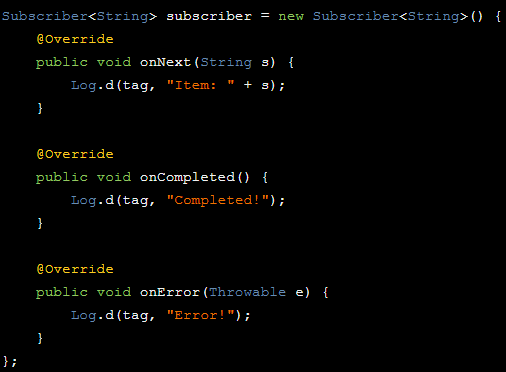 Subscriber<String> subscriber = new Subscriber<String>() {
    @Override
    public void onNext(String s) {
        Log.d(tag, "Item: " + s);
    }

    @Override
    public void onCompleted() {
        Log.d(tag, "Completed!");
    }

    @Override
    public void onError(Throwable e) {
        Log.d(tag, "Error!");
    }
};